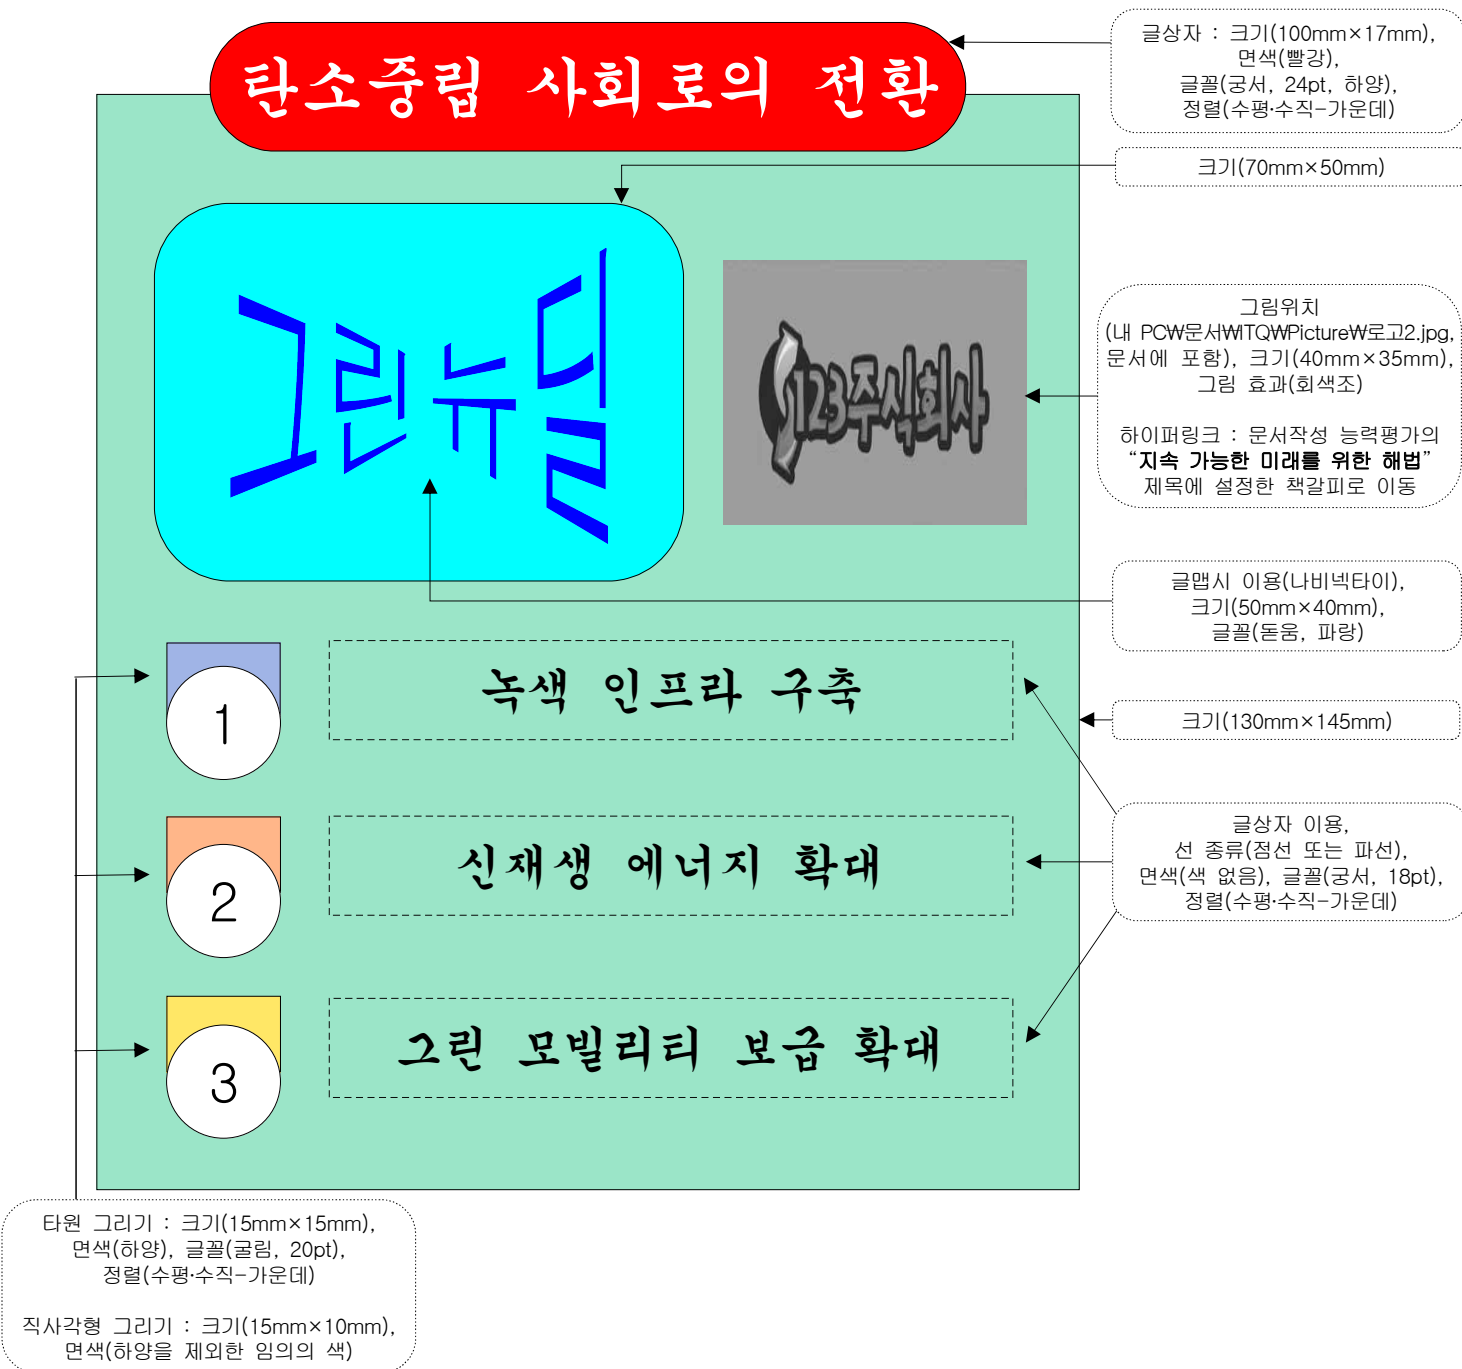 탄소중립 사회로의 전환
글상자 : 크기(100mm×17mm),
면색(빨강),
글꼴(궁서, 24pt, 하양),
정렬(수평·수직-가운데)
크기(70mm×50mm)
그린뉴딜
123주식회사
그림위치
(내 PC₩문서₩ITQ₩Picture₩로고2.jpg,
문서에 포함), 크기(40mm×35mm),
그림 효과(회색조)
하이퍼링크 : 문서작성 능력평가의
“지속 가능한 미래를 위한 해법”
제목에 설정한 책갈피로 이동
글맵시 이용(나비넥타이),
크기(50mm×40mm),
글꼴(돋움, 파랑)
1
녹색 인프라 구축
크기(130mm×145mm)
2
신재생 에너지 확대
글상자 이용,
선 종류(점선 또는 파선),
면색(색 없음), 글꼴(궁서, 18pt),
정렬(수평·수직-가운데)
3
그린 모빌리티 보급 확대
타원 그리기 : 크기(15mm×15mm),
면색(하양), 글꼴(굴림, 20pt),
정렬(수평·수직-가운데)
직사각형 그리기 : 크기(15mm×10mm),
면색(하양을 제외한 임의의 색)